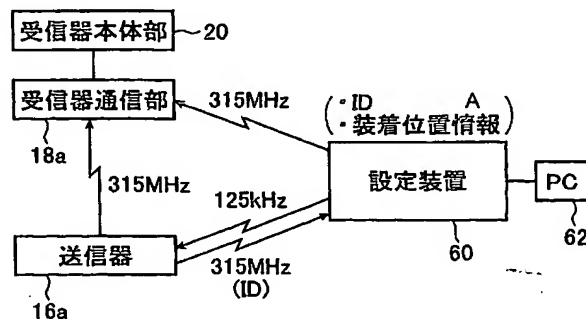 受信器本体部
20
受信器通信部
18a
315MHz
・ID A
・装着位置情報
315MHz
設定装置
60
PC
62
125kHz
送信器
16a
315MHz
(ID)